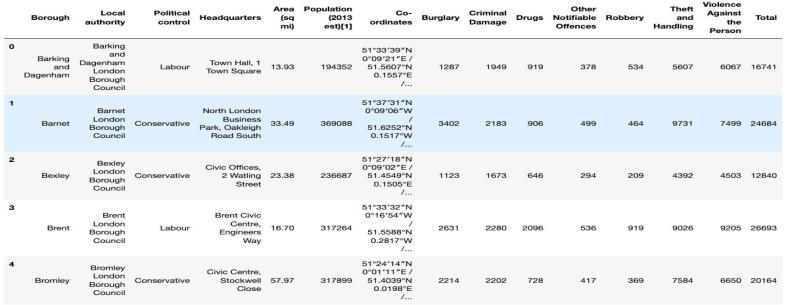 Borough Local authority Political control Headquarters Area (sq mi) Population (2013 est)[1] Co-ordinates Burglary Criminal Damage Drugs Other Notifiable Offences Robbery Theft and Handling Violence Against the Person Total
0 Barking and Dagenham Barking and Dagenham London Borough Council Labour Town Hall, 1 Town Square 13.93 194352 51°33′39″N 0°09′21″E / 51.5607°N 0.1557°E /... 1287 1949 919 378 534 5607 6067 16741
1 Barnet Barnet London Borough Council Conservative North London Business Park, Oakleigh Road South 33.49 369088 51°37′31″N 0°09′06″W / 51.6252°N 0.1517°W /... 3402 2183 906 499 464 9731 7499 24684
2 Bexley Bexley London Borough Council Conservative Civic Offices, 2 Watling Street 23.38 236687 51°27′18″N 0°09′02″E / 51.4549°N 0.1505°E /... 1123 1673 646 294 209 4392 4503 12840
3 Brent Brent London Borough Council Labour Brent Civic Centre, Engineers Way 16.70 317264 51°33′32″N 0°16′54″W / 51.5588°N 0.2817°W /... 2631 2280 2096 536 919 9026 9205 26693
4 Bromley Bromley London Borough Council Conservative Civic Centre, Stockwell Close 57.97 317899 51°24′14″N 0°01′11″E / 51.4039°N 0.0198°E /... 2214 2202 728 417 369 7584 6650 20164